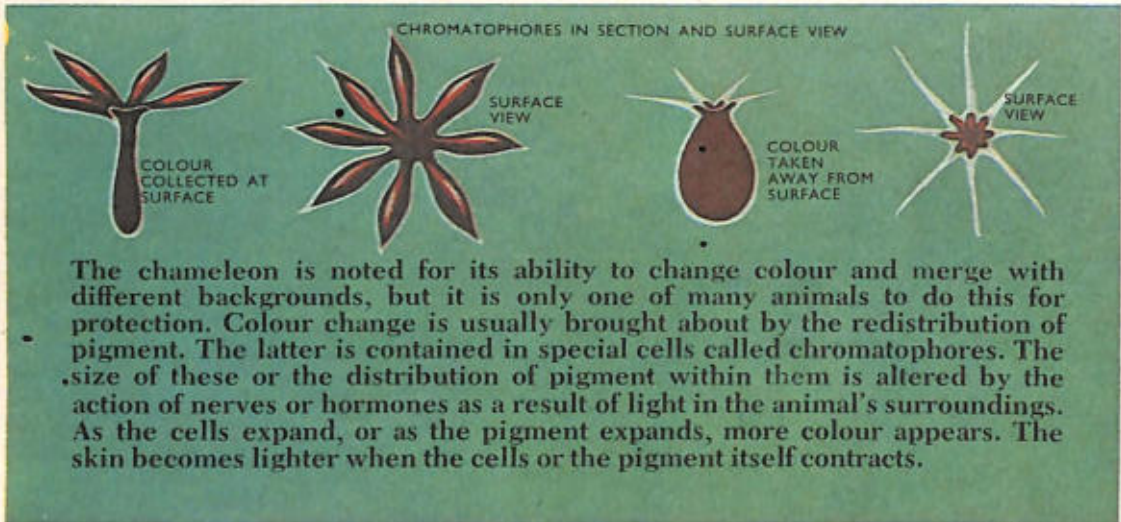 CHROMATOPHORES IN SECTION AND SURFACE VIEW
COLOUR
COLLECTED AT
SURFACE
SURFACE
VIEW
COLOUR
TAKEN
AWAY FROM
SURFACE
SURFACE
VIEW
The chameleon is noted for its ability to change colour and merge with
different backgrounds, but it is only one of many animals to do this for
protection. Colour change is usually brought about by the redistribution of
pigment. The latter is contained in special cells called chromatophores. The
size of these or the distribution of pigment within them is altered by the
action of nerves or hormones as a result of light in the animal's surroundings.
As the cells expand, or as the pigment expands, more colour appears. The
skin becomes lighter when the cells or the pigment itself contracts.